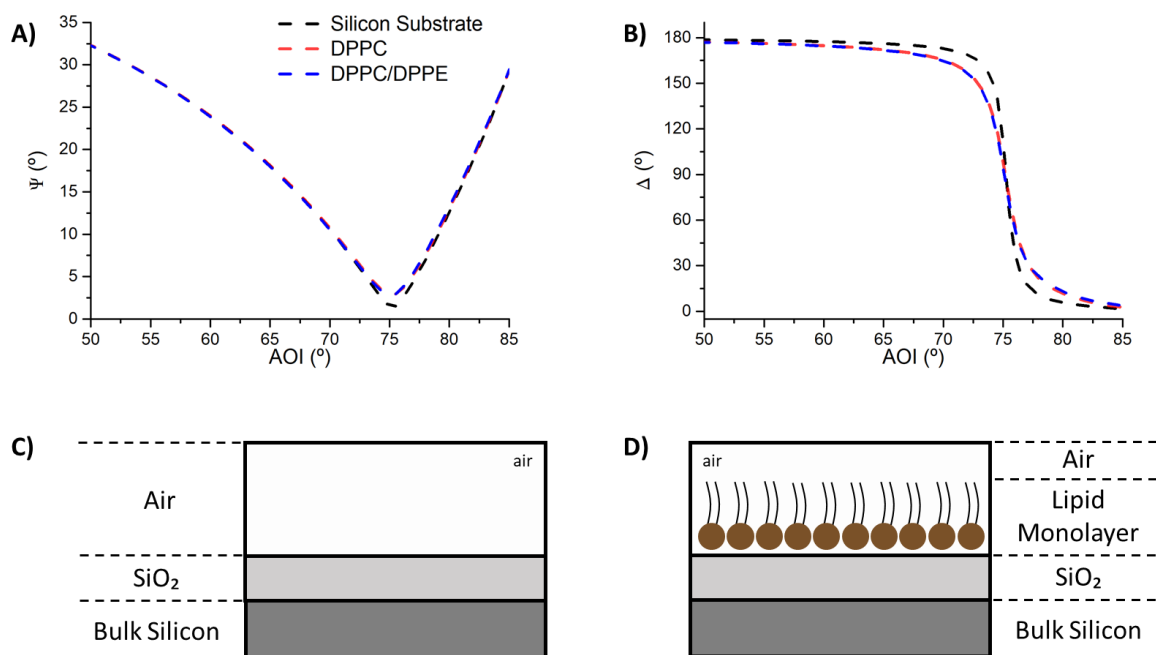 A)
Silicon Substrate
DPPC
DPPC/DPPE
35
30
25
20
15
10
5
0
Ψ (º)
50 55 60 65 70 75 80 85
AOI (º)
B)
180
150
120
90
60
30
0
Δ (º)
50 55 60 65 70 75 80 85
AOI (º)
C)
air
Air
SiO₂
Bulk Silicon
D)
air
Air
Lipid
Monolayer
SiO₂
Bulk Silicon